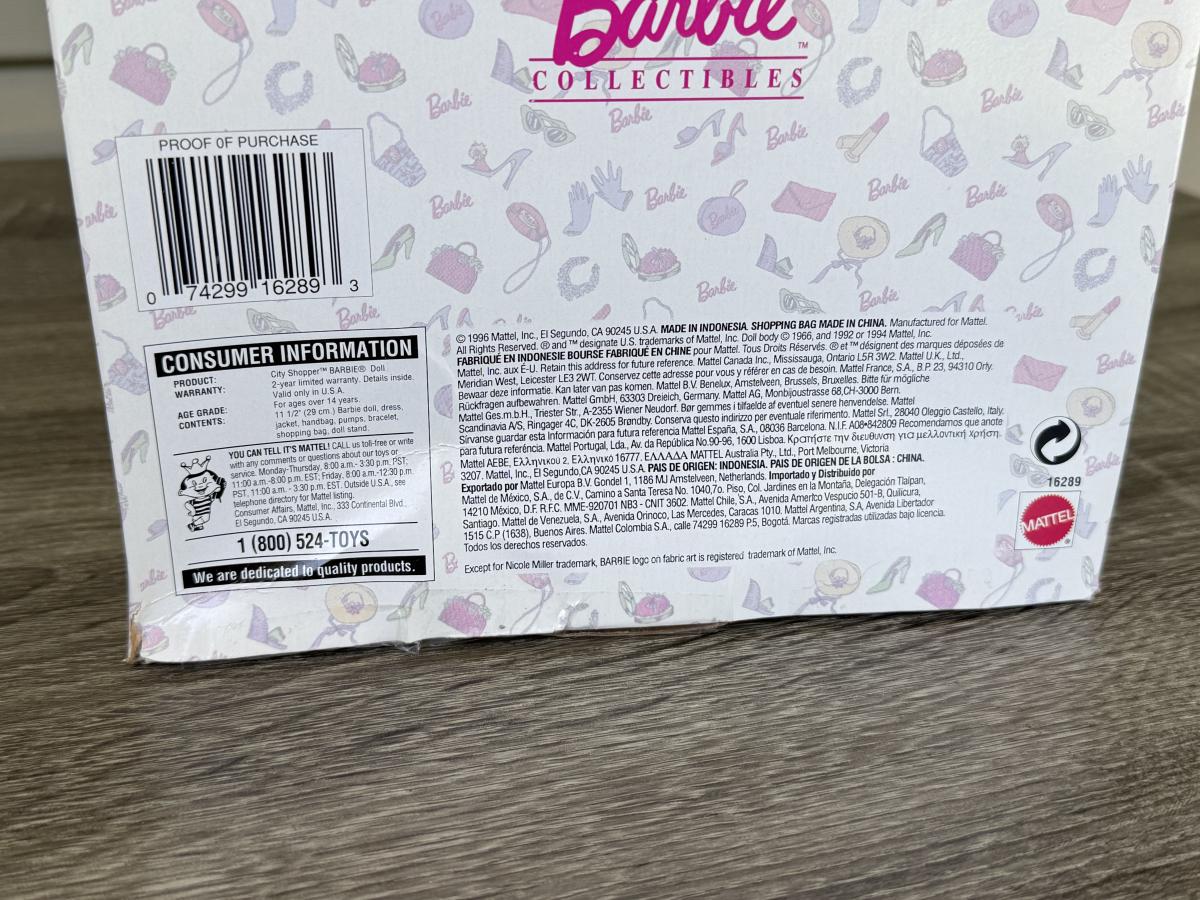 Barbie™
COLLECTIBLES
PROOF OF PURCHASE
0 74299 16289 3
CONSUMER INFORMATION
PRODUCT: City Shopper™ BARBIE® Doll
WARRANTY: 2-year limited warranty. Details inside.
Valid only in U.S.A.
AGE GRADE: For ages over 14 years.
CONTENTS: 11 1/2" (29 cm.) Barbie doll, dress,
jacket, handbag, pumps, bracelet,
shopping bag, doll stand.
YOU CAN TELL IT'S MATTEL! CALL us toll-free or write
with any comments or questions about our toys or
service. Monday-Thursday, 8:00 a.m.- 3:30 p.m. PST,
11:00 a.m. -8:00 p.m. EST; Friday, 8:00 a.m.-12:30 p.m.
PST, 11:00 a.m. - 3:30 p.m. EST. Outside U.S.A., see
telephone directory for Mattel listing.
Consumer Affairs, Mattel, Inc., 333 Continental Blvd.,
El Segundo, CA 90245 U.S.A.
1 (800) 524-TOYS
We are dedicated to quality products.
© 1996 Mattel, Inc., El Segundo, CA 90245 U.S.A. MADE IN INDONESIA. SHOPPING BAG MADE IN CHINA. Manufactured for Mattel.
All Rights Reserved. ® and ™ designate U.S. trademarks of Mattel, Inc. Doll body © 1966, and 1992 or 1994 Mattel, Inc.
FABRIQUÉ EN INDONESIE BOURSE FABRIQUÉ EN CHINE pour Mattel. Tous Droits Réservés. ® et ™ désignent des marques déposées de
Mattel, Inc. aux É-U. Retain this address for future reference. Mattel Canada Inc., Mississauga, Ontario L5R 3W2. Mattel U.K., Ltd.,
Meridian West, Leicester LE3 2WT. Conservez cette adresse pour vous y référer en cas de besoin. Mattel France, S.A., B.P. 23, 94310 Orly.
Bewaar deze informatie. Kan later van pas komen. Mattel B.V. Benelux, Amstelveen, Brussels, Bruxelles. Bitte für mögliche
Rückfragen aufbewahren. Mattel GmbH, 63303 Dreieich, Germany. Mattel AG, Monbijoustrasse 68,CH-3000 Bern.
Mattel Ges.m.b.H., Triester Str., A-2355 Wiener Neudorf. Bør gemmes i tilfaelde af eventuel senere henvendelse. Mattel
Scandinavia A/S, Ringager 4C, DK-2605 Brøndby. Conserva questo indirizzo per eventuale riferimento. Mattel Srl., 28040 Oleggio Castello, Italy.
Sírvanse guardar esta Información para futura referencia Mattel España, S.A., 08036 Barcelona. N.I.F. A08-842809 Recomendamos que anote
para futura referência. Mattel Portugal, Lda., Av. da República No.90-96, 1600 Lisboa. Κρατήστε την διευθυνση για μελλοντική χρήση.
Mattel AEBE, Ελληνικού 2, Ελληνικό 16777. ΕΛΛΑΔΑ MATTEL Australia Pty., Ltd., Port Melbourne, Victoria
3207. Mattel, Inc., El Segundo,CA 90245 U.S.A. PAIS DE ORIGEN: INDONESIA. PAIS DE ORIGEN DE LA BOLSA : CHINA.
Exportado por Mattel Europa B.V. Gondel 1, 1186 MJ Amstelveen, Netherlands. Importado y Distribuido por
Mattel de México, S.A., de C.V., Camino a Santa Teresa No. 1040,7o. Piso, Col. Jardines en la Montaña, Delegación Tlalpan,
14210 México, D.F. R.F.C. MME-920701 NB3 - CNIT 3602. Mattel Chile, S.A., Avenida Amertco Vespucio 501-B, Quilicura,
Santiago. Mattel de Venezuela, S.A., Avenida Orinoco, Las Mercedes, Caracas 1010. Mattel Argentina, S.A, Avenida Libertador
1515 C.P (1638), Buenos Aires. Mattel Colombia S.A., calle 74299 16289 P5, Bogotá. Marcas registradas utilizadas bajo licencia.
Todos los derechos reservados.
Except for Nicole Miller trademark, BARBIE logo on fabric art is registered trademark of Mattel, Inc.
16289
MATTEL®